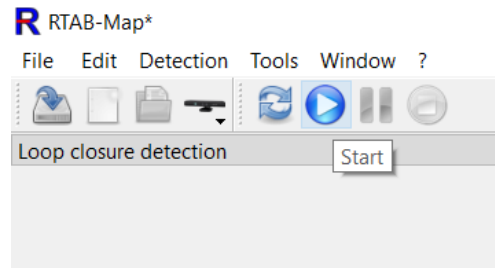 R RTAB-Map*
File Edit Detection Tools Window ?
Loop closure detection
Start